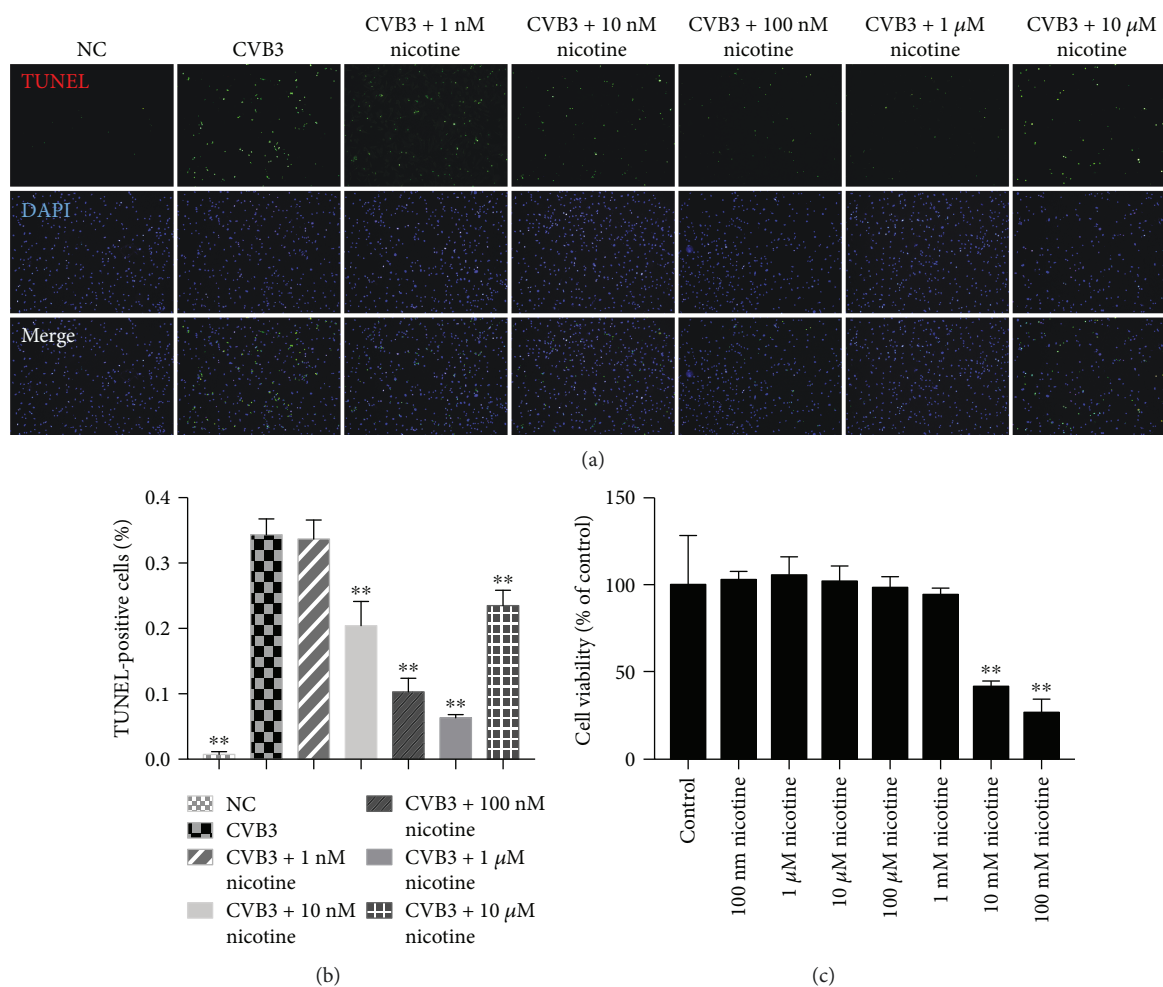 NC
CVB3
CVB3 + 1 nM
nicotine
CVB3 + 10 nM
nicotine
CVB3 + 100 nM
nicotine
CVB3 + 1 μM
nicotine
CVB3 + 10 μM
nicotine
TUNEL
DAPI
Merge
(a)
TUNEL-positive cells (%)
0.4
0.3
0.2
0.1
0.0
**
**
**
**
**
NC
CVB3
CVB3 + 1 nM
nicotine
CVB3 + 10 nM
nicotine
CVB3 + 100 nM
nicotine
CVB3 + 1 μM
nicotine
CVB3 + 10 μM
nicotine
(b)
Cell viability (% of control)
150
100
50
0
**
**
Control
100 nm nicotine
1 μM nicotine
10 μM nicotine
100 μM nicotine
1 mM nicotine
10 mM nicotine
100 mM nicotine
(c)